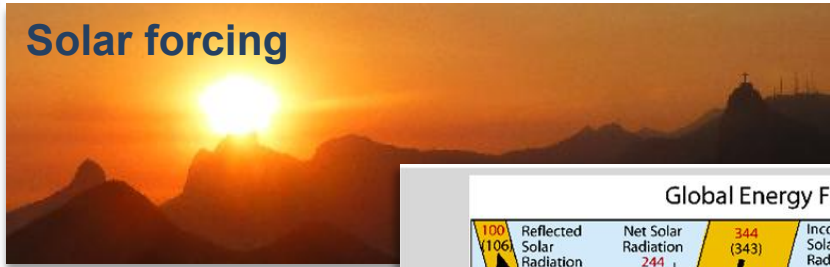 Solar forcing
Global Energy
100
(106)
Reflected
Solar
Radiation
Net Solar
Radiation
244
344
(343)